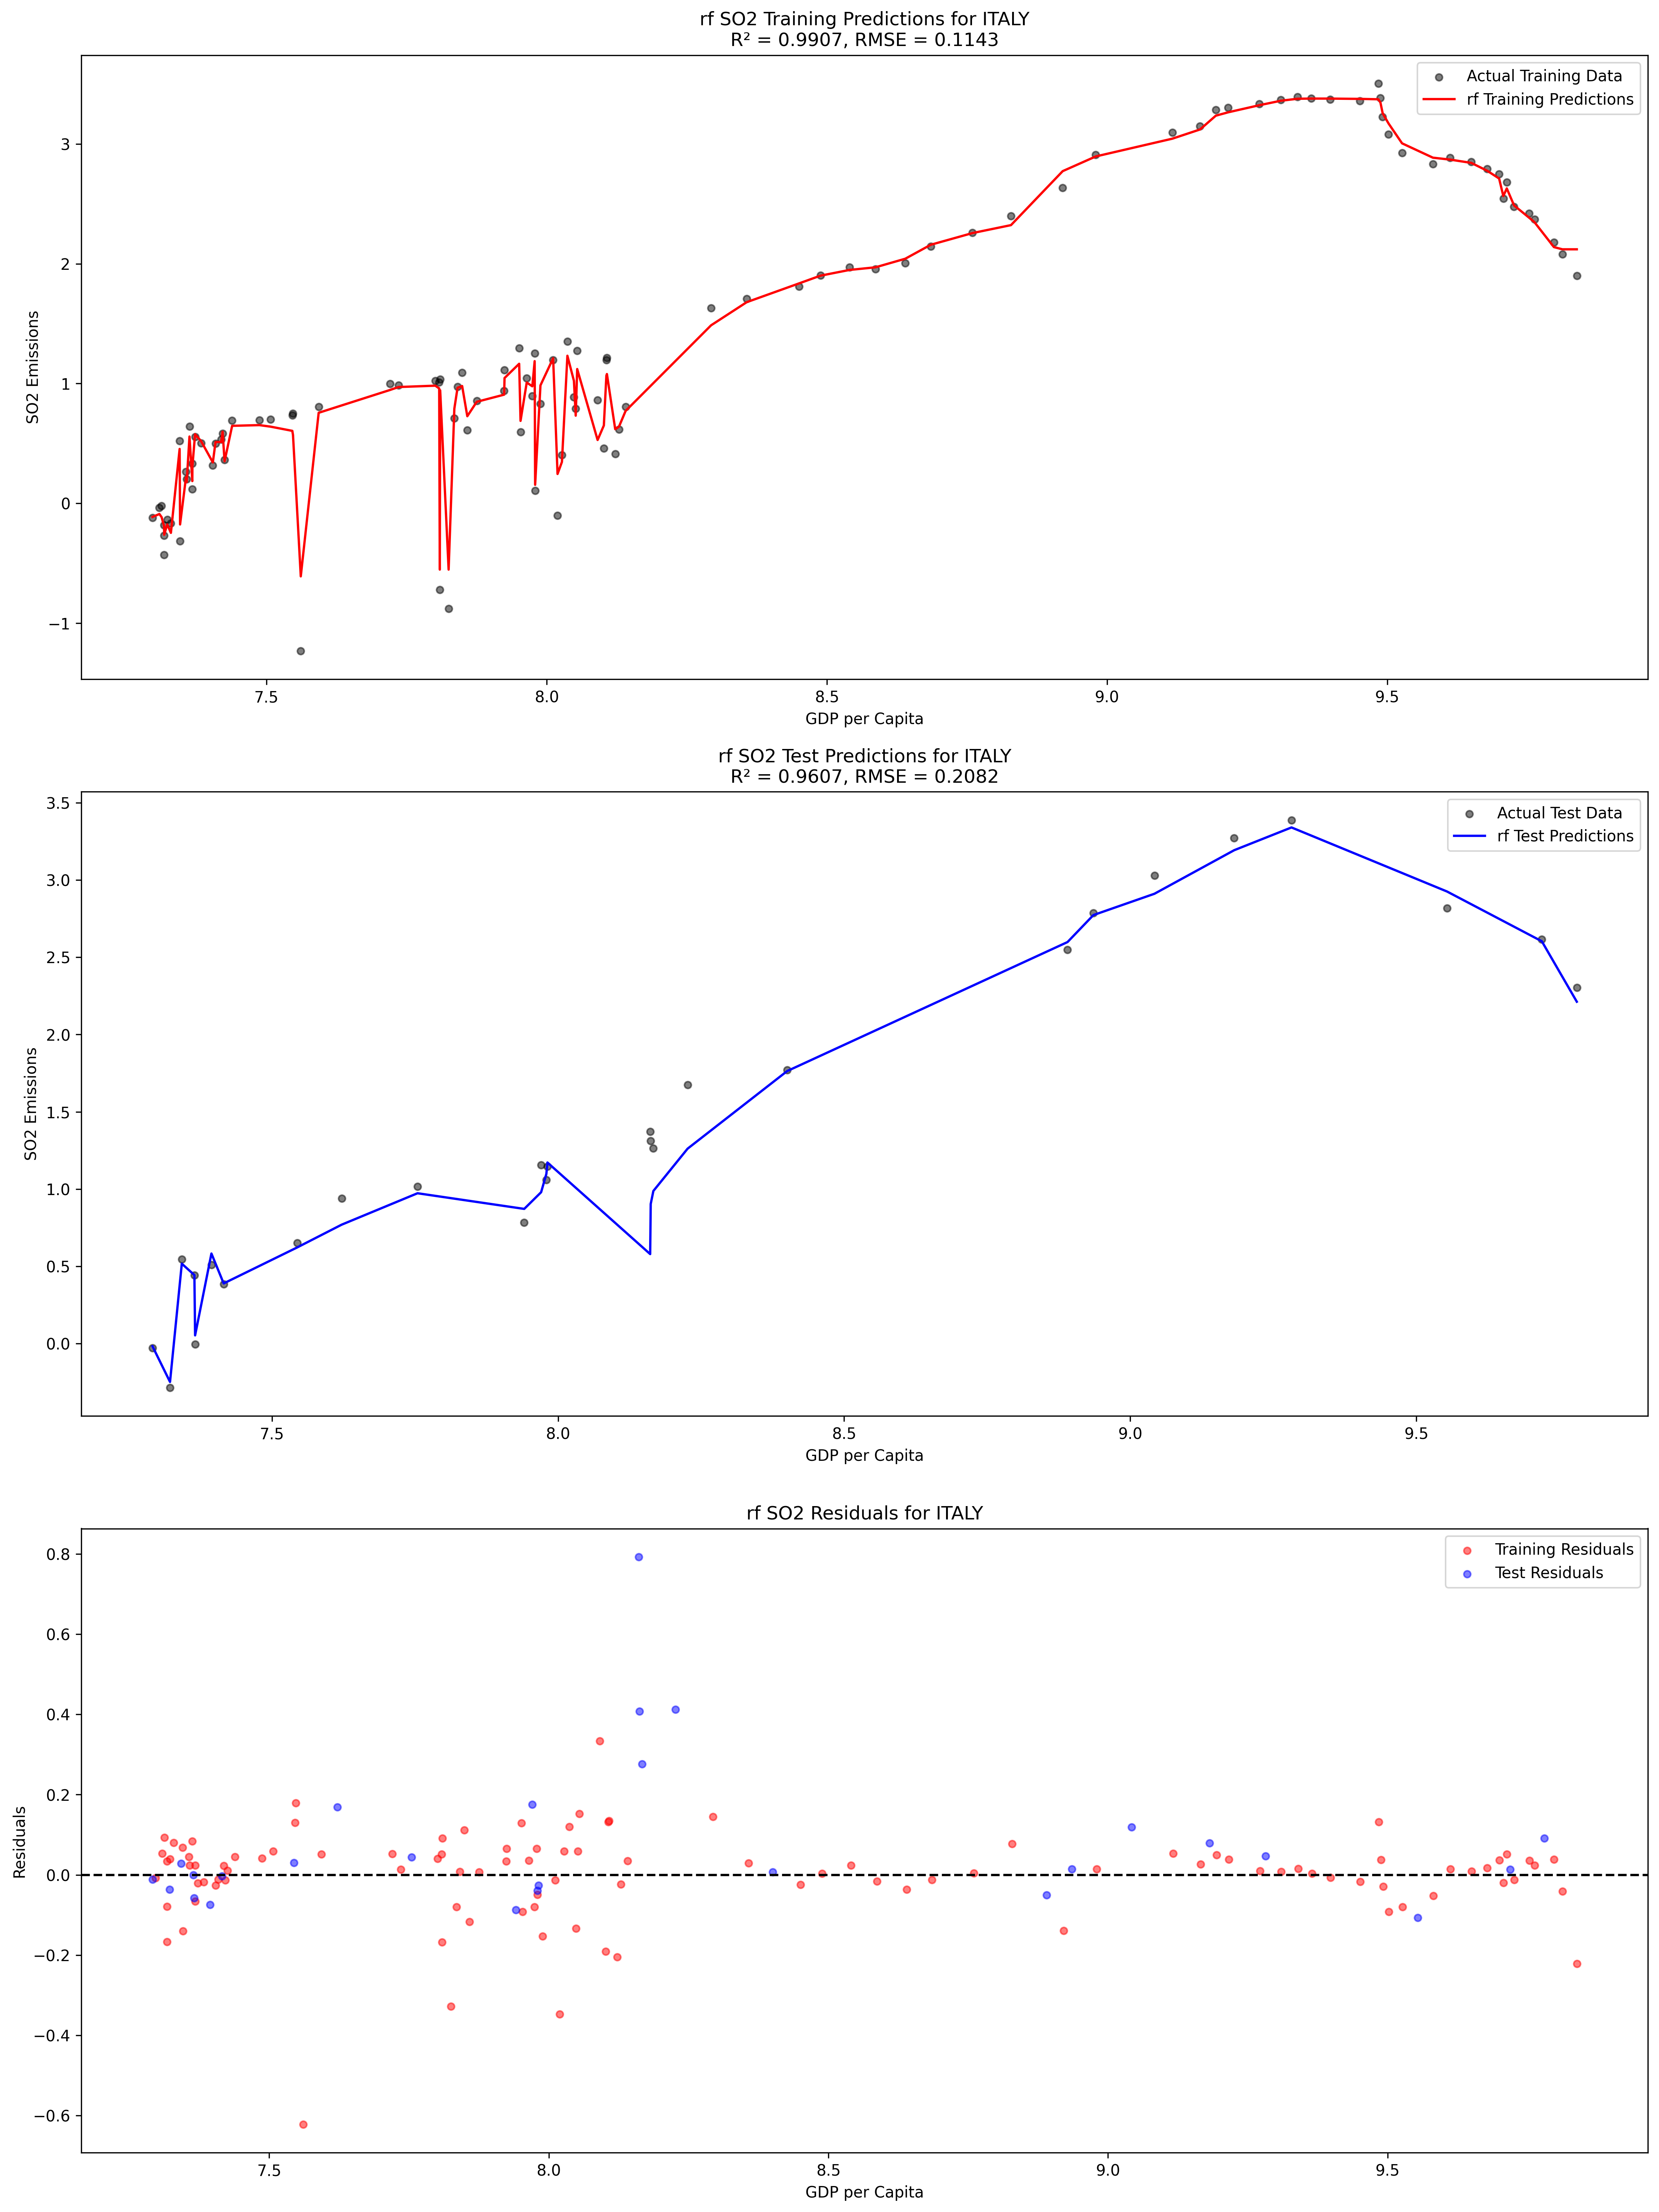 rf SO2 Training Predictions for ITALY
R² = 0.9907, RMSE = 0.1143
Actual Training Data
rf Training Predictions
SO2 Emissions
3
2
1
0
−1
7.5 8.0 8.5 9.0 9.5
GDP per Capita
rf SO2 Test Predictions for ITALY
R² = 0.9607, RMSE = 0.2082
Actual Test Data
rf Test Predictions
SO2 Emissions
3.5
3.0
2.5
2.0
1.5
1.0
0.5
0.0
7.5 8.0 8.5 9.0 9.5
GDP per Capita
rf SO2 Residuals for ITALY
Training Residuals
Test Residuals
Residuals
0.8
0.6
0.4
0.2
0.0
−0.2
−0.4
−0.6
7.5 8.0 8.5 9.0 9.5
GDP per Capita